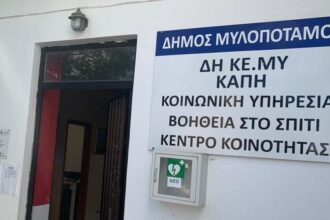 ΔΗΜΟΣ ΜΥΛΟΠΟΤΑΜΟ
ΔΗ ΚΕ.ΜΥ
ΚΑΠΗ
ΚΟΙΝΩΝΙΚΗ ΥΠΗΡΕΣΙΑ
ΒΟΗΘΕΙΑ ΣΤΟ ΣΠΙΤΙ
ΚΕΝΤΡΟ ΚΟΙΝΟΤΗΤΑΣ
AED